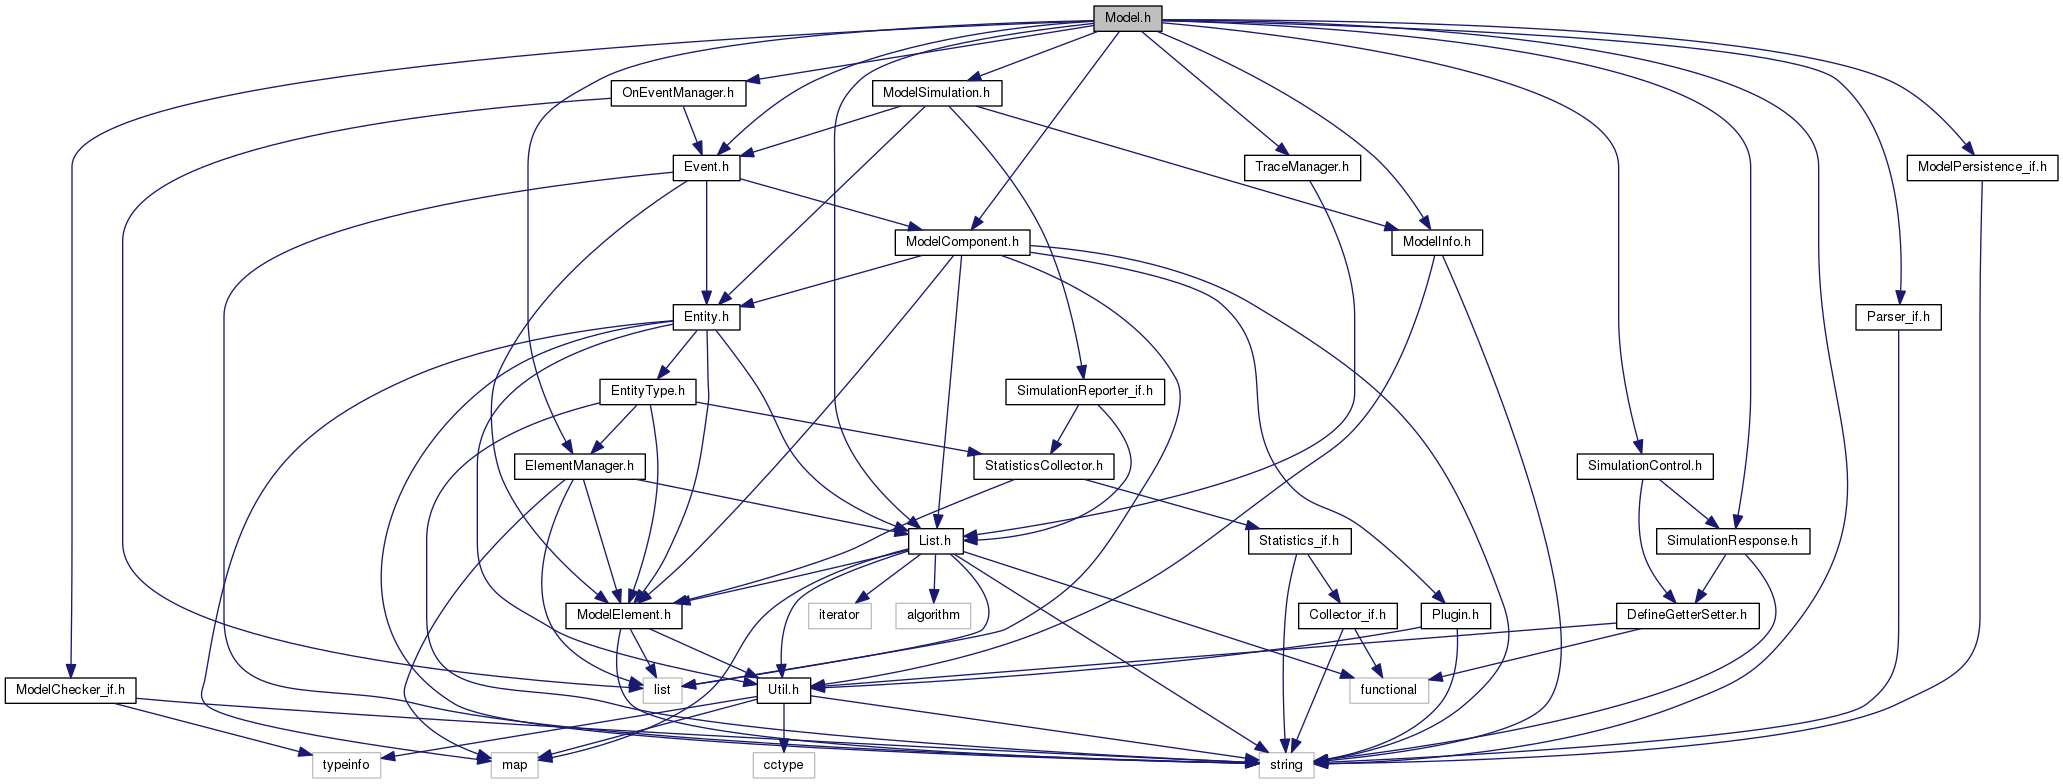 Model.h
OnEventManager.h
ModelSimulation.h
Event.h
TraceManager.h
ModelPersistence_if.h
ModelComponent.h
ModelInfo.h
Entity.h
Parser_if.h
EntityType.h
SimulationReporter_if.h
ElementManager.h
StatisticsCollector.h
SimulationControl.h
List.h
Statistics_if.h
SimulationResponse.h
ModelElement.h
iterator
algorithm
Collector_if.h
Plugin.h
DefineGetterSetter.h
ModelChecker_if.h
list
Util.h
functional
typeinfo
map
cctype
string